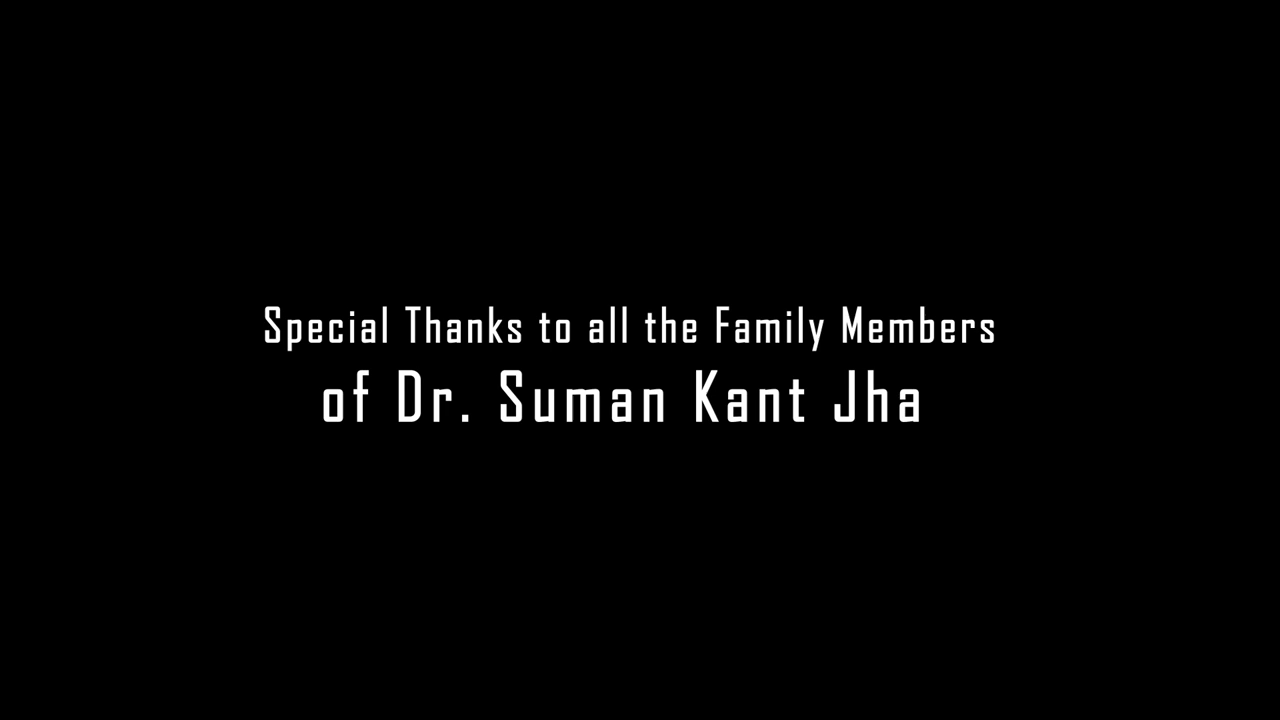 Special Thanks to all the Family Members
of Dr. Suman Kant Jha